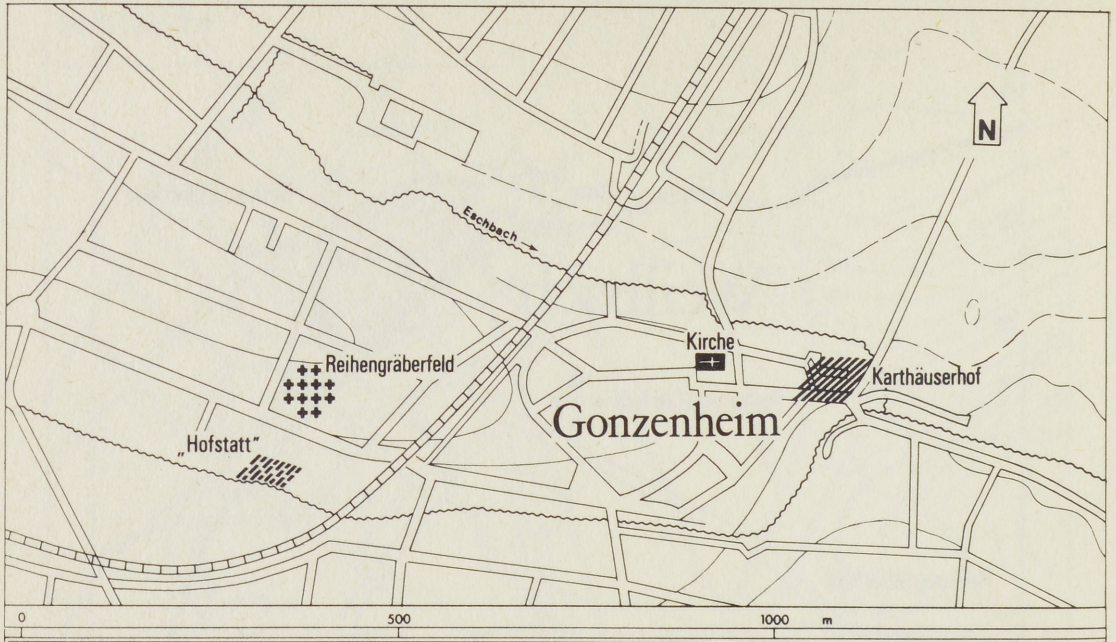 N
Eschbach
Kirche
Reihengräberfeld
Karthäuserhof
Gonzenheim
„Hofstatt”
0 500 1000 m